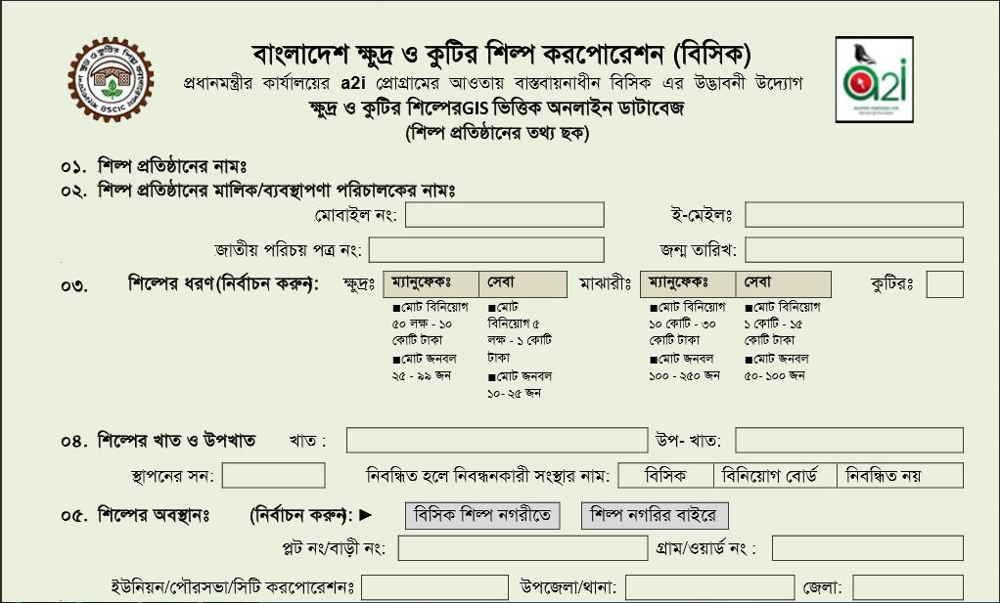 বাংলাদেশ ক্ষুদ্র ও কুটির শিল্প করপোরেশন (বিসিক)
প্রধানমন্ত্রীর কার্যালয়ের a2i প্রোগ্রামের আওতায় বাস্তবায়নাধীন বিসিক এর উদ্ভাবনী উদ্যোগ
ক্ষুদ্র ও কুটির শিল্পেরGIS ভিত্তিক অনলাইন ডাটাবেজ
(শিল্প প্রতিষ্ঠানের তথ্য ছক)
BSCIC
a2i
০১. শিল্প প্রতিষ্ঠানের নামঃ
০২. শিল্প প্রতিষ্ঠানের মালিক/ব্যবস্থাপণা পরিচালকের নামঃ
মোবাইল নং: ই-মেইলঃ
জাতীয় পরিচয় পত্র নং: জন্ম তারিখ:
০৩. শিল্পের ধরণ(নির্বাচন করুন): ক্ষুদ্রঃ ম্যানুফেকঃ সেবা মাঝারীঃ ম্যানুফেকঃ সেবা কুটিরঃ
■মোট বিনিয়োগ ■মোট ■মোট বিনিয়োগ ■মোট বিনিয়োগ
৫০ লক্ষ - ১০ বিনিয়োগ ৫ ১০ কোটি - ৩০ ১ কোটি - ১৫
কোটি টাকা লক্ষ - ১ কোটি কোটি টাকা কোটি টাকা
■মোট জনবল টাকা ■মোট জনবল ■মোট জনবল
২৫ - ৯৯ জন ■মোট জনবল ১০০ - ২৫০ জন ৫০- ১০০ জন
১০- ২৫ জন
০৪. শিল্পের খাত ও উপখাত খাত : উপ- খাত:
স্থাপনের সন: নিবন্ধিত হলে নিবন্ধনকারী সংস্থার নাম: বিসিক বিনিয়োগ বোর্ড নিবন্ধিত নয়
০৫. শিল্পের অবস্থানঃ (নির্বাচন করুন): ► বিসিক শিল্প নগরীতে শিল্প নগরির বাইরে
প্লট নং/বাড়ী নং: গ্রাম/ওয়ার্ড নং :
ইউনিয়ন/পৌরসভা/সিটি করপোরেশনঃ উপজেলা/থানা: জেলা: